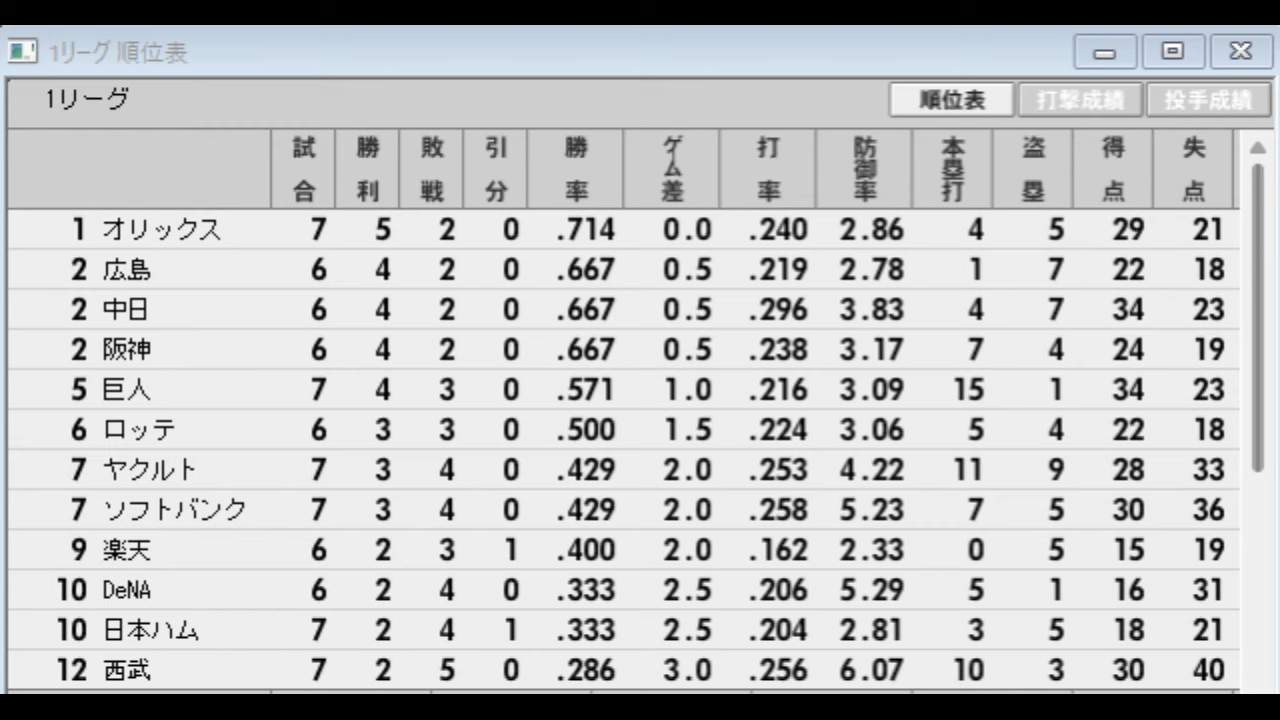 1リーグ 順位表
1リーグ 順位表 打撃成績 投手成績
試合 勝利 敗戦 引分 勝率 ゲーム差 打率 防御率 本塁打 盗塁 得点 失点
1 オリックス 7 5 2 0 .714 0.0 .240 2.86 4 5 29 21
2 広島 6 4 2 0 .667 0.5 .219 2.78 1 7 22 18
2 中日 6 4 2 0 .667 0.5 .296 3.83 4 7 34 23
2 阪神 6 4 2 0 .667 0.5 .238 3.17 7 4 24 19
5 巨人 7 4 3 0 .571 1.0 .216 3.09 15 1 34 23
6 ロッテ 6 3 3 0 .500 1.5 .224 3.06 5 4 22 18
7 ヤクルト 7 3 4 0 .429 2.0 .253 4.22 11 9 28 33
7 ソフトバンク 7 3 4 0 .429 2.0 .258 5.23 7 5 30 36
9 楽天 6 2 3 1 .400 2.0 .162 2.33 0 5 15 19
10 DeNA 6 2 4 0 .333 2.5 .206 5.29 5 1 16 31
10 日本ハム 7 2 4 1 .333 2.5 .204 2.81 3 5 18 21
12 西武 7 2 5 0 .286 3.0 .256 6.07 10 3 30 40